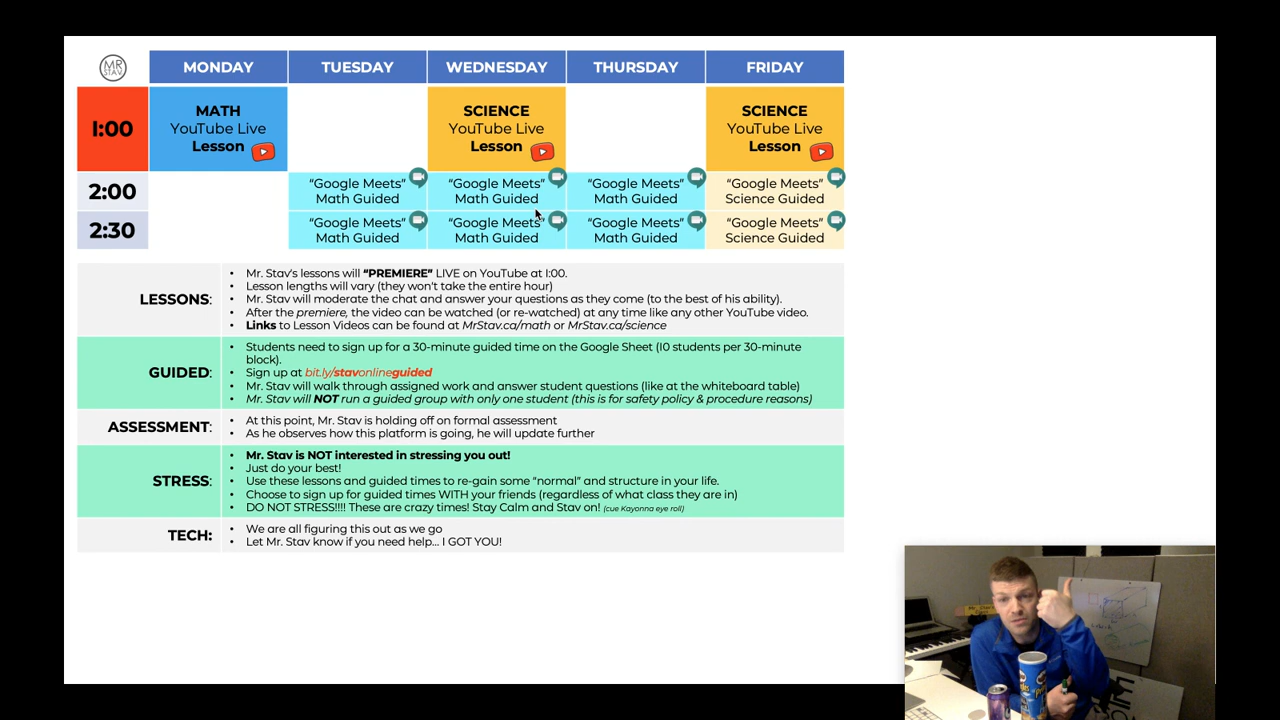 MR
STAV
MONDAY
TUESDAY
WEDNESDAY
THURSDAY
FRIDAY
1:00
MATH
YouTube Live
Lesson
SCIENCE
YouTube Live
Lesson
SCIENCE
YouTube Live
Lesson
2:00
"Google Meets"
Math Guided
"Google Meets"
Math Guided
"Google Meets"
Math Guided
"Google Meets"
Science Guided
2:30
"Google Meets"
Math Guided
"Google Meets"
Math Guided
"Google Meets"
Math Guided
"Google Meets"
Science Guided
LESSONS:
• Mr. Stav's lessons will "PREMIERE" LIVE on YouTube at 1:00.
• Lesson lengths will vary (they won't take the entire hour)
• Mr. Stav will moderate the chat and answer your questions as they come (to the best of his ability).
• After the premiere, the video can be watched (or re-watched) at any time like any other YouTube video.
• Links to Lesson Videos can be found at MrStav.ca/math or MrStav.ca/science
GUIDED:
• Students need to sign up for a 30-minute guided time on the Google Sheet (10 students per 30-minute
block).
• Sign up at bit.ly/stavonlineguided
• Mr. Stav will walk through assigned work and answer student questions (like at the whiteboard table)
• Mr. Stav will NOT run a guided group with only one student (this is for safety policy & procedure reasons)
ASSESSMENT:
• At this point, Mr. Stav is holding off on formal assessment
• As he observes how this platform is going, he will update further
STRESS:
• Mr. Stav is NOT interested in stressing you out!
• Just do your best!
• Use these lessons and guided times to re-gain some "normal" and structure in your life.
• Choose to sign up for guided times WITH your friends (regardless of what class they are in)
• DO NOT STRESS!!!! These are crazy times! Stay Calm and Stav on! (cue Kayonna eye roll)
TECH:
• We are all figuring this out as we go
• Let Mr. Stav know if you need help... I GOT YOU!